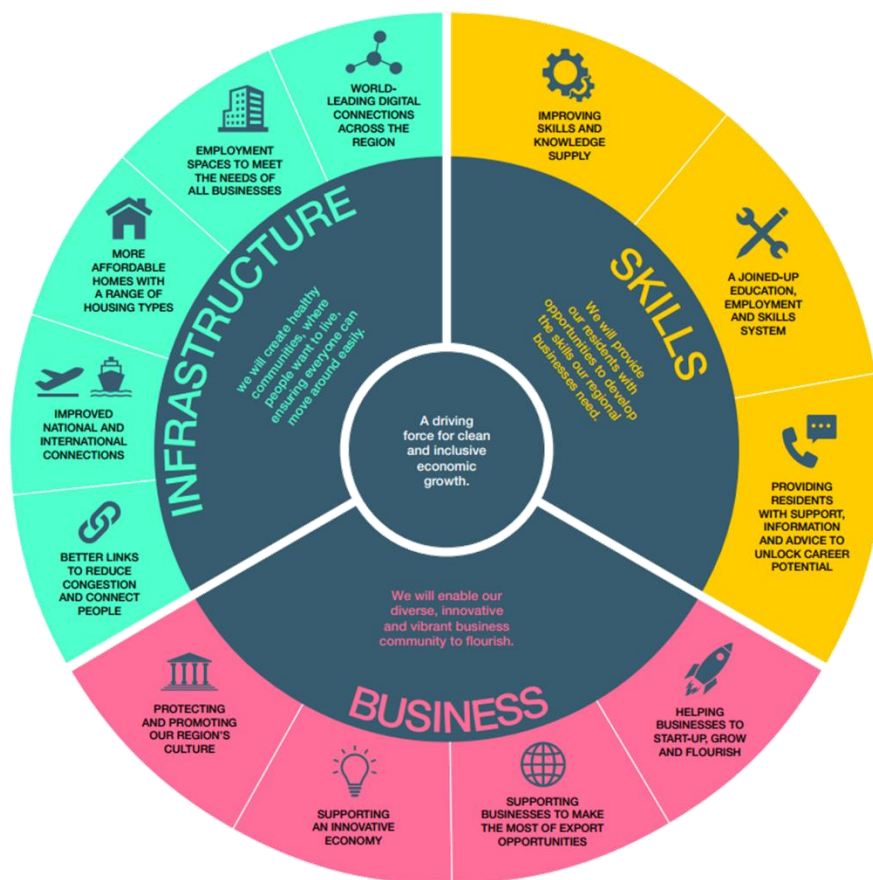 WORLD-
LEADING DIGITAL
CONNECTIONS
ACROSS THE
REGION
EMPLOYMENT
SPACES TO MEET
THE NEEDS OF
ALL BUSINESSES
MORE
AFFORDABLE
HOMES WITH
A RANGE OF
HOUSING TYPES
IMPROVED
NATIONAL AND
INTERNATIONAL
CONNECTIONS
BETTER LINKS
TO REDUCE
CONGESTION
AND CONNECT
PEOPLE
INFRASTRUCTURE
we will create healthy
communities, where
people want to live,
ensuring everyone can
move around easily.
IMPROVING
SKILLS AND
KNOWLEDGE
SUPPLY
A JOINED-UP
EDUCATION,
EMPLOYMENT
AND SKILLS
SYSTEM
PROVIDING
RESIDENTS
WITH SUPPORT,
INFORMATION
AND ADVICE TO
UNLOCK CAREER
POTENTIAL
SKILLS
We will provide
our residents with
opportunities to develop
the skills our regional
businesses need.
A driving
force for clean
and inclusive
economic
growth.
We will enable our
diverse, innovative
and vibrant business
community to flourish.
BUSINESS
PROTECTING
AND PROMOTING
OUR REGION'S
CULTURE
SUPPORTING
AN INNOVATIVE
ECONOMY
SUPPORTING
BUSINESSES TO MAKE
THE MOST OF EXPORT
OPPORTUNITIES
HELPING
BUSINESSES TO
START-UP, GROW
AND FLOURISH